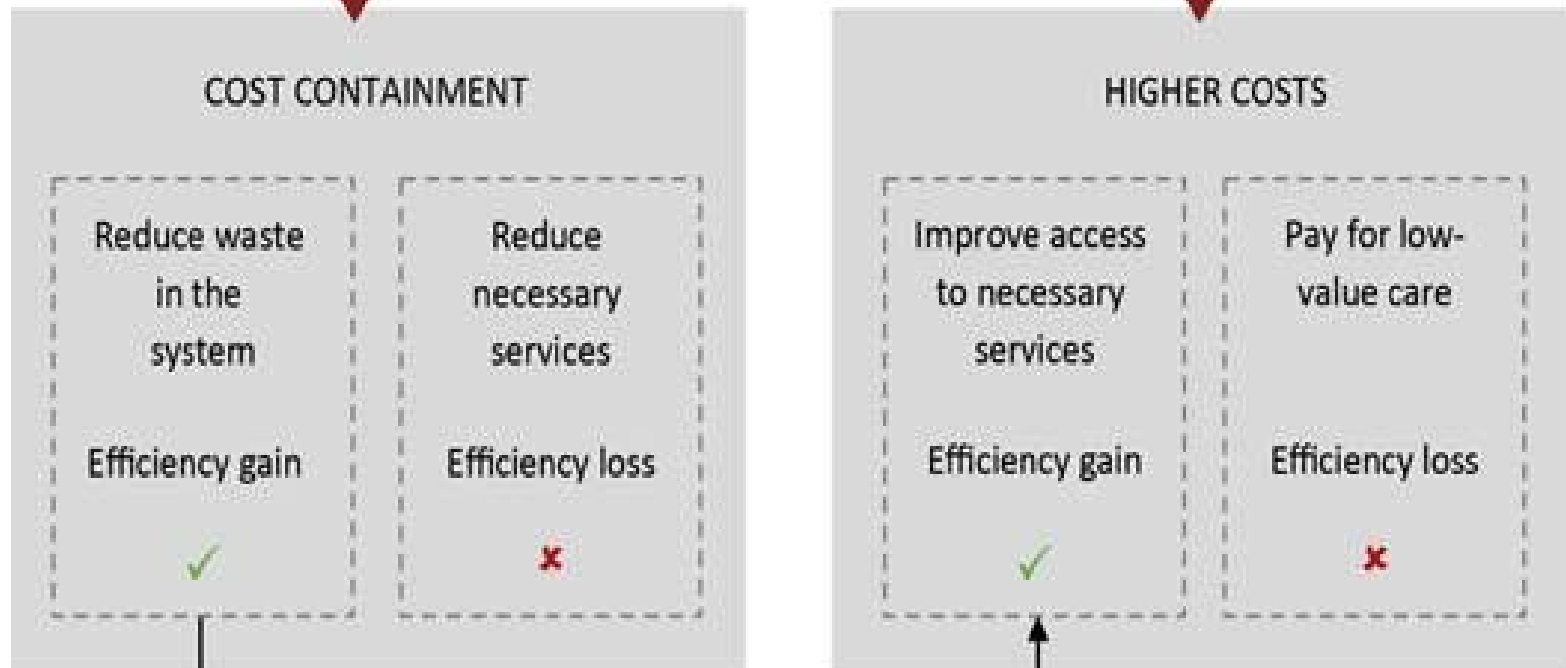 COST CONTAINMENT
Reduce waste
in the
system
Efficiency gain
✓
Reduce
necessary
services
Efficiency loss
✘
HIGHER COSTS
Improve access
to necessary
services
Efficiency gain
✓
Pay for low-
value care
Efficiency loss
✘